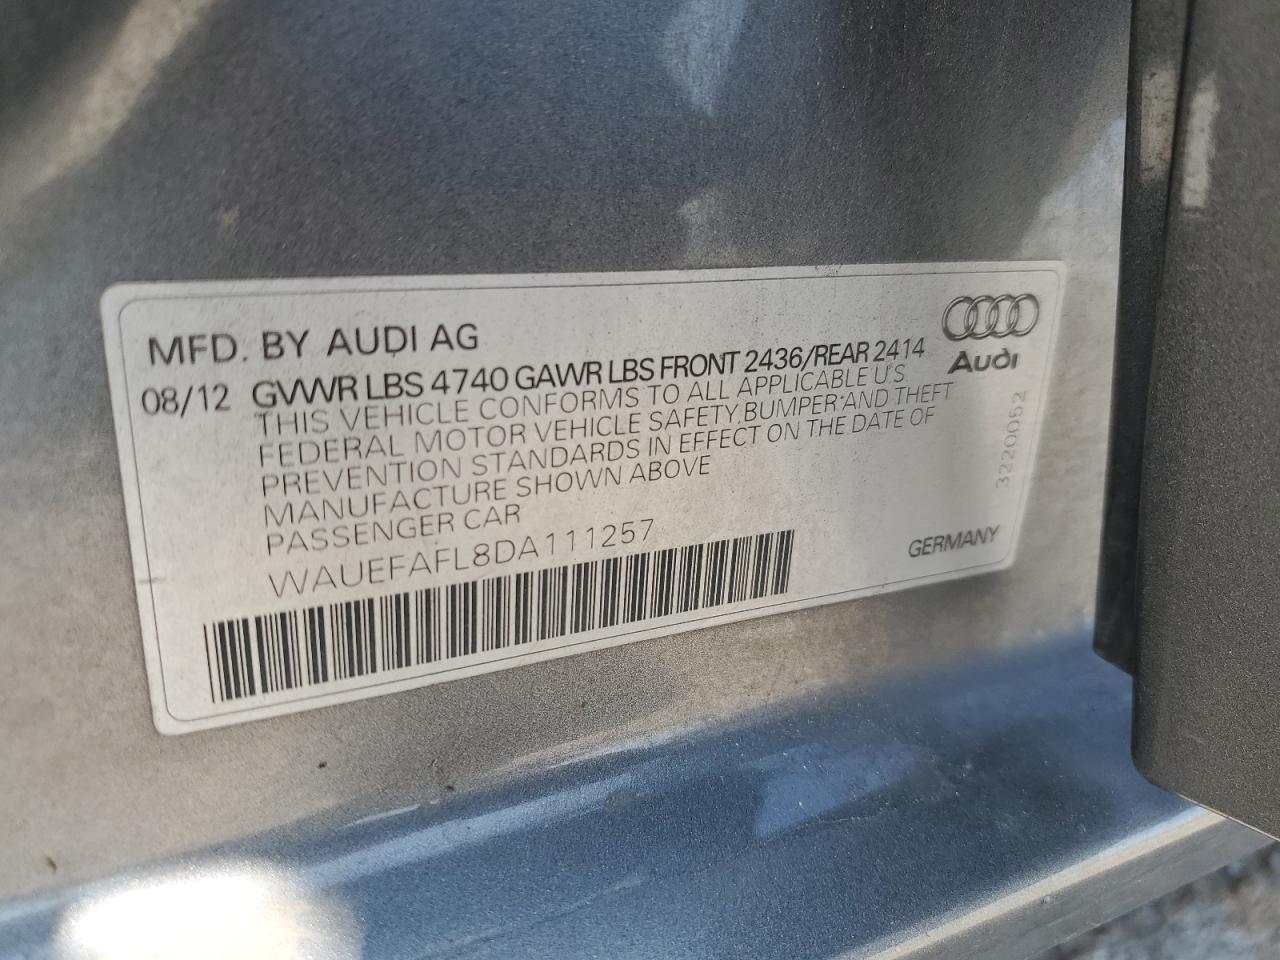 MFD. BY AUDI AG
08/12 GVWR LBS 4740 GAWR LBS FRONT 2436/REAR 2414
THIS VEHICLE CONFORMS TO ALL APPLICABLE U.S.
FEDERAL MOTOR VEHICLE SAFETY, BUMPER AND THEFT
PREVENTION STANDARDS IN EFFECT ON THE DATE OF
MANUFACTURE SHOWN ABOVE
PASSENGER CAR
WAUEFAFL8DA111257
Audi
3220052
GERMANY